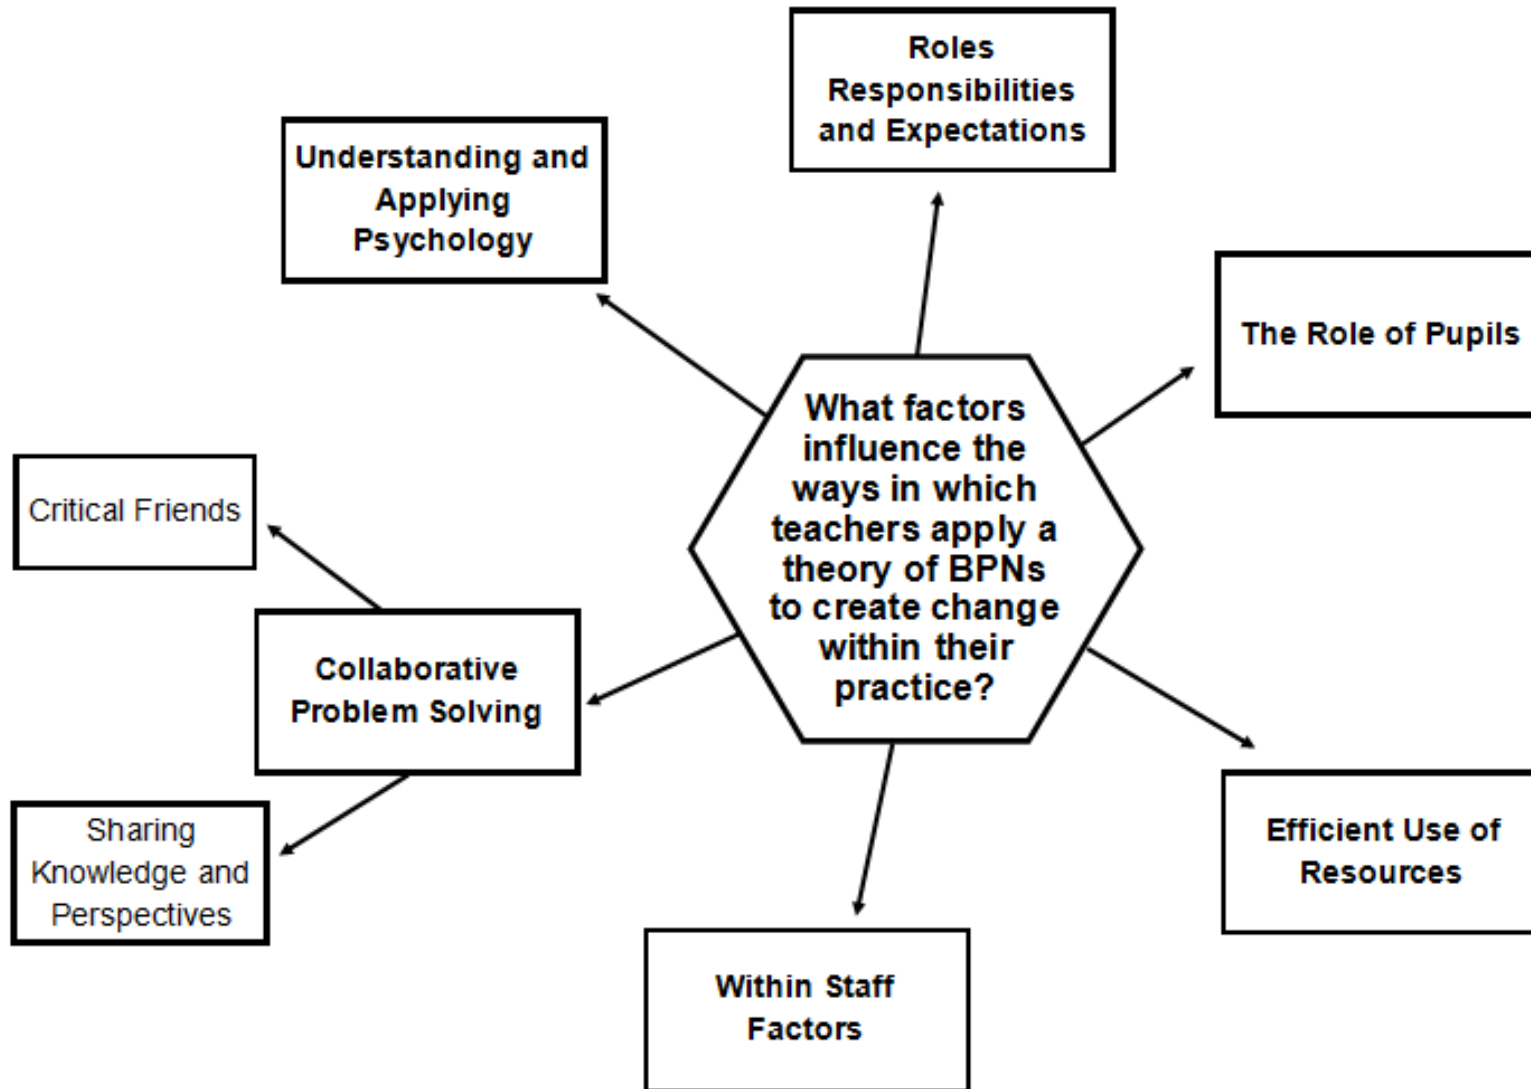 Roles
Responsibilities
and Expectations
Understanding and
Applying
Psychology
The Role of Pupils
What factors
influence the
ways in which
teachers apply a
theory of BPNs
to create change
within their
practice?
Critical Friends
Collaborative
Problem Solving
Sharing
Knowledge and
Perspectives
Efficient Use of
Resources
Within Staff
Factors